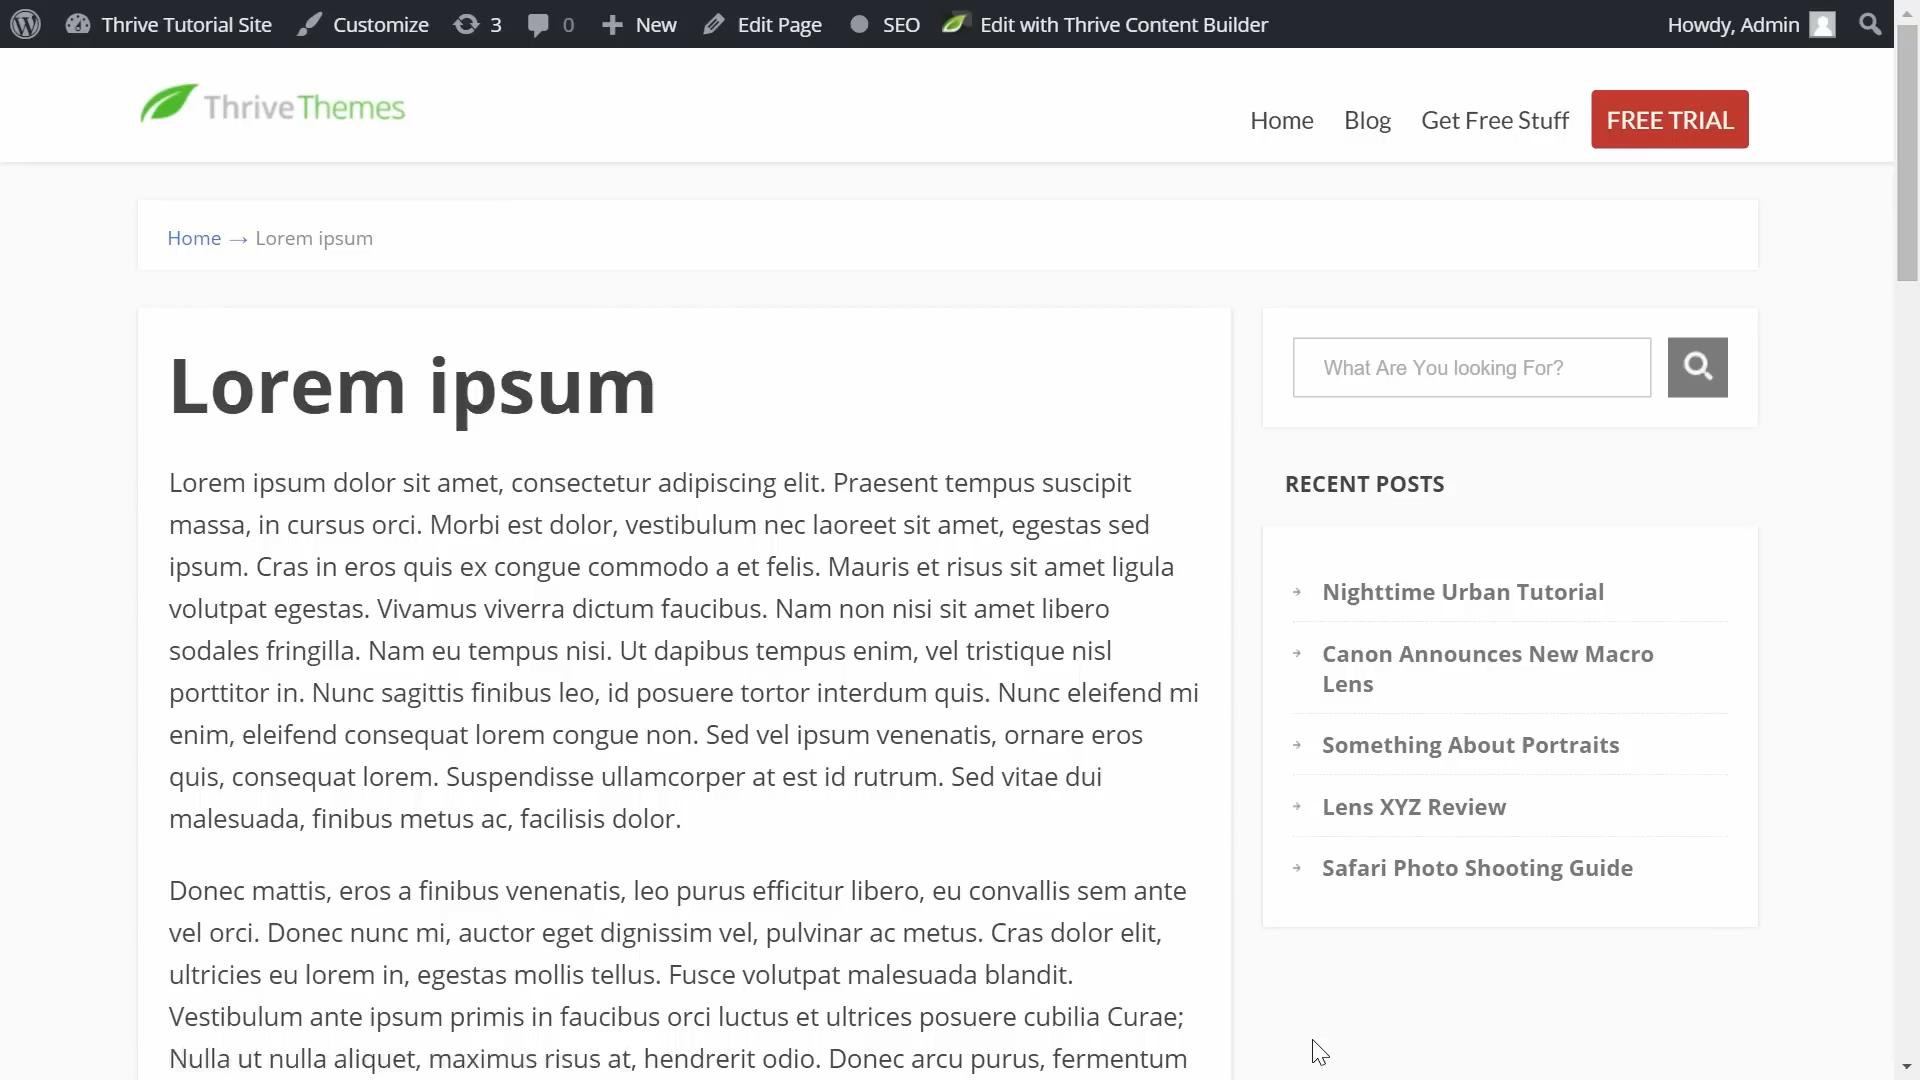 Thrive Tutorial Site Customize 3 0 New Edit Page SEO Edit with Thrive Content Builder Howdy, Admin
ThriveThemes
Home Blog Get Free Stuff FREE TRIAL
Home → Lorem ipsum
Lorem ipsum
Lorem ipsum dolor sit amet, consectetur adipiscing elit. Praesent tempus suscipit
massa, in cursus orci. Morbi est dolor, vestibulum nec laoreet sit amet, egestas sed
ipsum. Cras in eros quis ex congue commodo a et felis. Mauris et risus sit amet ligula
volutpat egestas. Vivamus viverra dictum faucibus. Nam non nisi sit amet libero
sodales fringilla. Nam eu tempus nisi. Ut dapibus tempus enim, vel tristique nisl
porttitor in. Nunc sagittis finibus leo, id posuere tortor interdum quis. Nunc eleifend mi
enim, eleifend consequat lorem congue non. Sed vel ipsum venenatis, ornare eros
quis, consequat lorem. Suspendisse ullamcorper at est id rutrum. Sed vitae dui
malesuada, finibus metus ac, facilisis dolor.
Donec mattis, eros a finibus venenatis, leo purus efficitur libero, eu convallis sem ante
vel orci. Donec nunc mi, auctor eget dignissim vel, pulvinar ac metus. Cras dolor elit,
ultricies eu lorem in, egestas mollis tellus. Fusce volutpat malesuada blandit.
Vestibulum ante ipsum primis in faucibus orci luctus et ultrices posuere cubilia Curae;
Nulla ut nulla aliquet, maximus risus at, hendrerit odio. Donec arcu purus, fermentum
What Are You looking For?
RECENT POSTS
Nighttime Urban Tutorial
Canon Announces New Macro
Lens
Something About Portraits
Lens XYZ Review
Safari Photo Shooting Guide